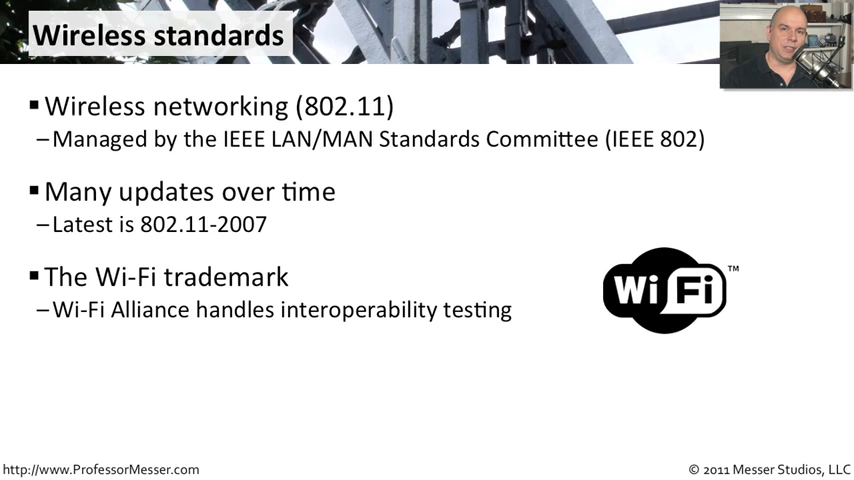 Wireless standards
▪ Wireless networking (802.11)
– Managed by the IEEE LAN/MAN Standards Committee (IEEE 802)
▪ Many updates over time
– Latest is 802.11-2007
▪ The Wi-Fi trademark
– Wi-Fi Alliance handles interoperability testing
Wi Fi ™
http://www.ProfessorMesser.com
© 2011 Messer Studios, LLC